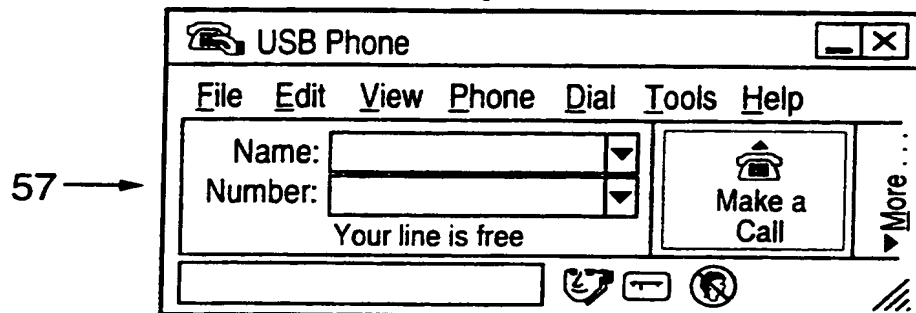 USB Phone
File Edit View Phone Dial Tools Help
Name:
Number:
Your line is free
Make a
Call
More...
57